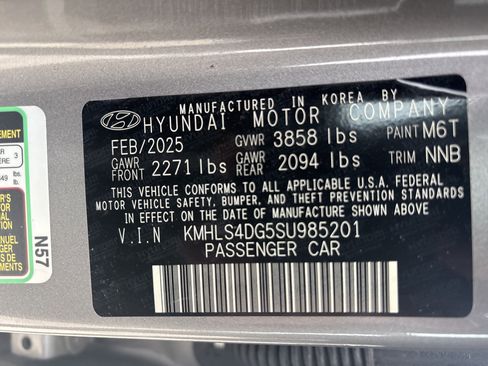 MANUFACTURED IN KOREA BY
HYUNDAI MOTOR COMPANY
FEB/2025 GVWR 3858 lbs PAINT M6T
GAWR FRONT 2271 lbs GAWR REAR 2094 lbs TRIM NNB
THIS VEHICLE CONFORMS TO ALL APPLICABLE U.S.A. FEDERAL
MOTOR VEHICLE SAFETY, BUMPER, AND THEFT PREVENTION STANDARDS
IN EFFECT ON THE DATE OF MANUFACTURE SHOWN ABOVE.
V.I.N KMHLS4DG5SU985201
PASSENGER CAR
N57